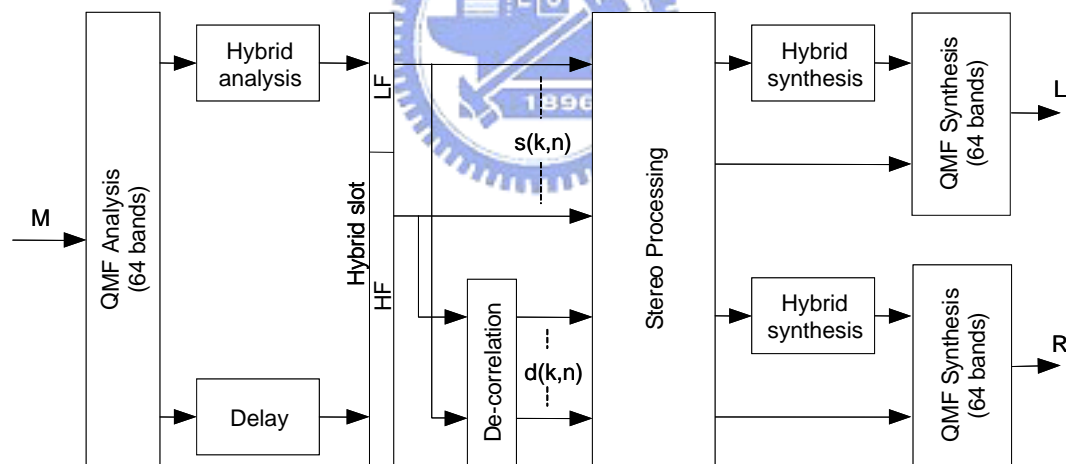 M
QMF Analysis
(64 bands)
Hybrid
analysis
Delay
Hybrid slot
LF
HF
1896
s(k,n)
De-correlation
d(k,n)
Stereo Processing
Hybrid
synthesis
QMF Synthesis
(64 bands)
L
Hybrid
synthesis
QMF Synthesis
(64 bands)
R